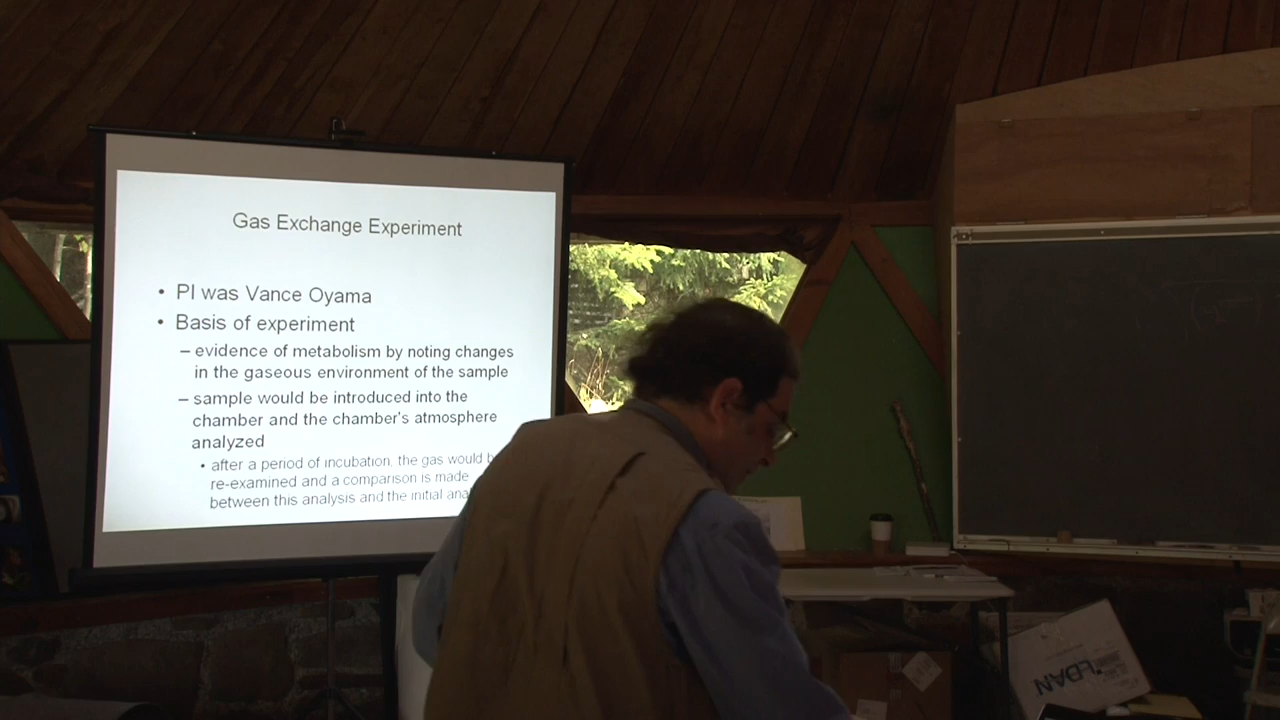 Gas Exchange Experiment
• PI was Vance Oyama
• Basis of experiment
– evidence of metabolism by noting changes
in the gaseous environment of the sample
– sample would be introduced into the
chamber and the chamber's atmosphere
analyzed
• after a period of incubation, the gas would
re-examined and a comparison is made
between this analysis and the initial